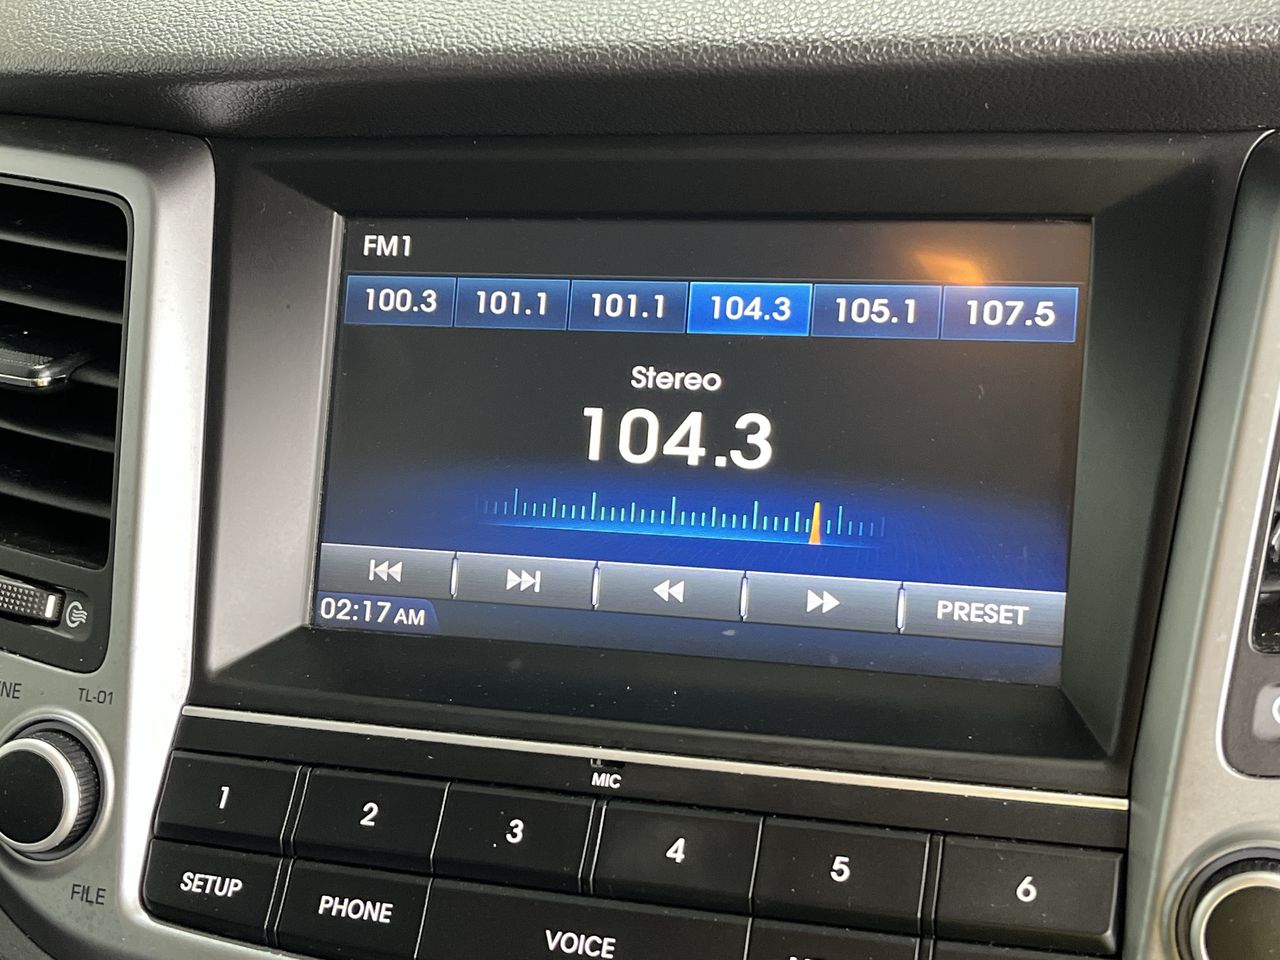 FM1
100.3 101.1 101.1 104.3 105.1 107.5
Stereo
104.3
PRESET
02:17 AM
TL-01
MIC
1 2 3 4 5 6
FILE
SETUP PHONE VOICE